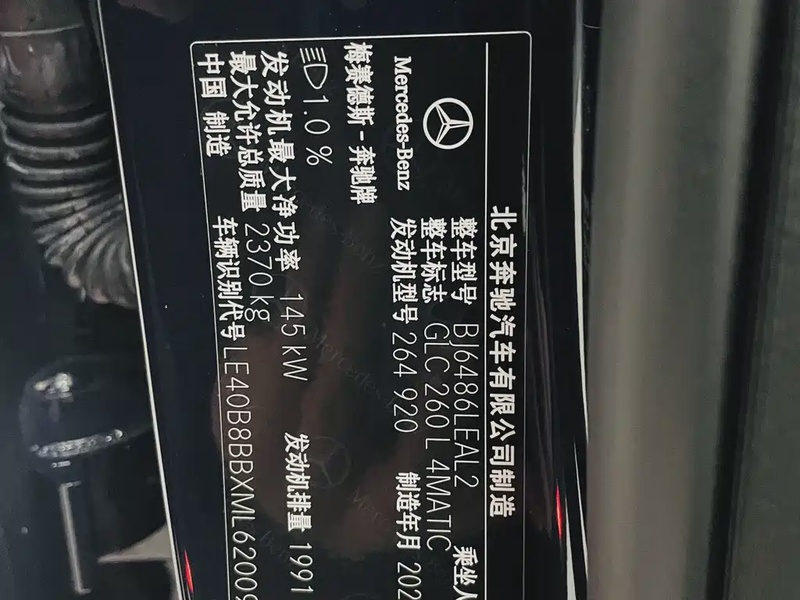 北京奔驰汽车有限公司制造
Mercedes-Benz
梅赛德斯-奔驰牌
整车型号 BJ6486LEAL2
整车标志 GLC 260 L 4MATIC 乘坐人
发动机型号 264 920 制造年月 202
1.0 %
发动机最大净功率 145 kW 发动机排量 1991
最大允许总质量 2370 kg
中国 制造 车辆识别代号 LE40B8BBXML62009